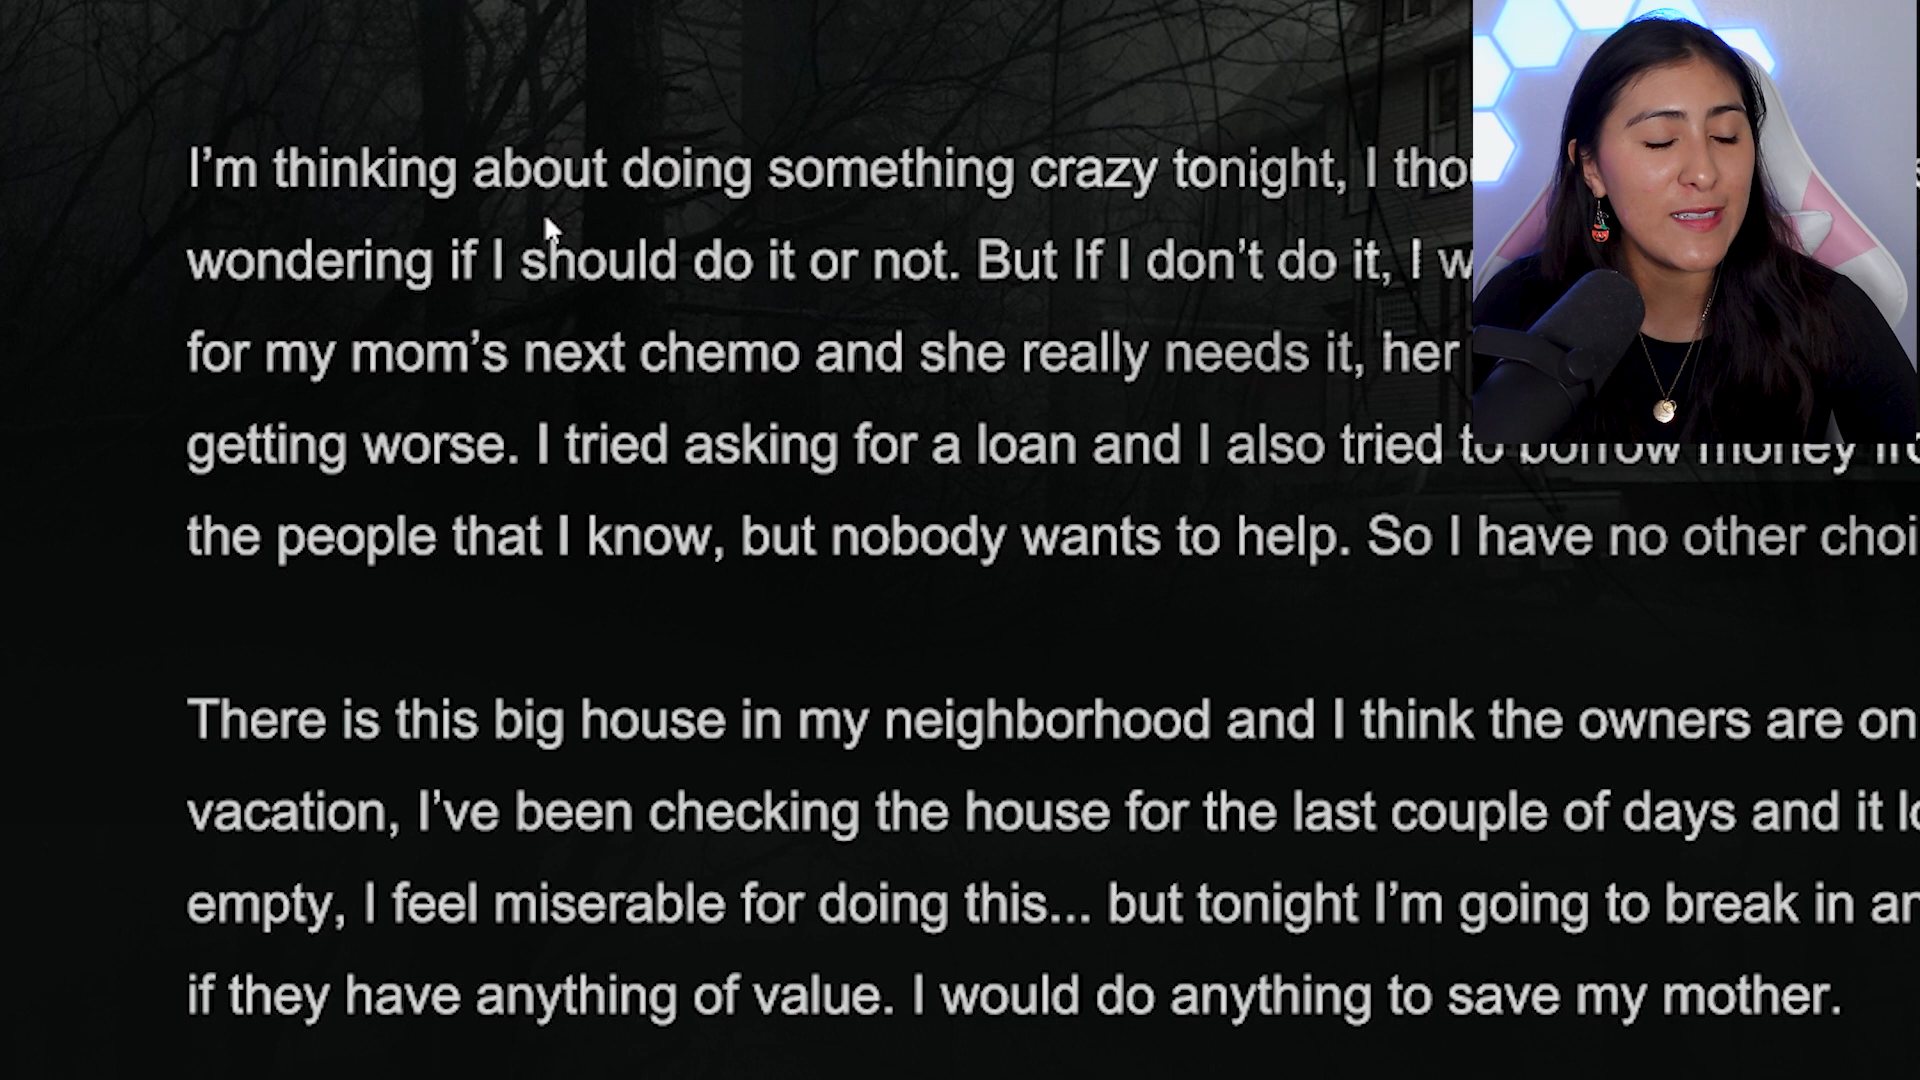 I'm thinking about doing something crazy tonight, I
wondering if I should do it or not. But If I don't do it, I
for my mom's next chemo and she really needs it, her
getting worse. I tried asking for a loan and I also tried to borrow money
the people that I know, but nobody wants to help. So I have no other
There is this big house in my neighborhood and I think the owners are on
vacation, I've been checking the house for the last couple of days and it
empty, I feel miserable for doing this... but tonight I'm going to break in
if they have anything of value. I would do anything to save my mother.